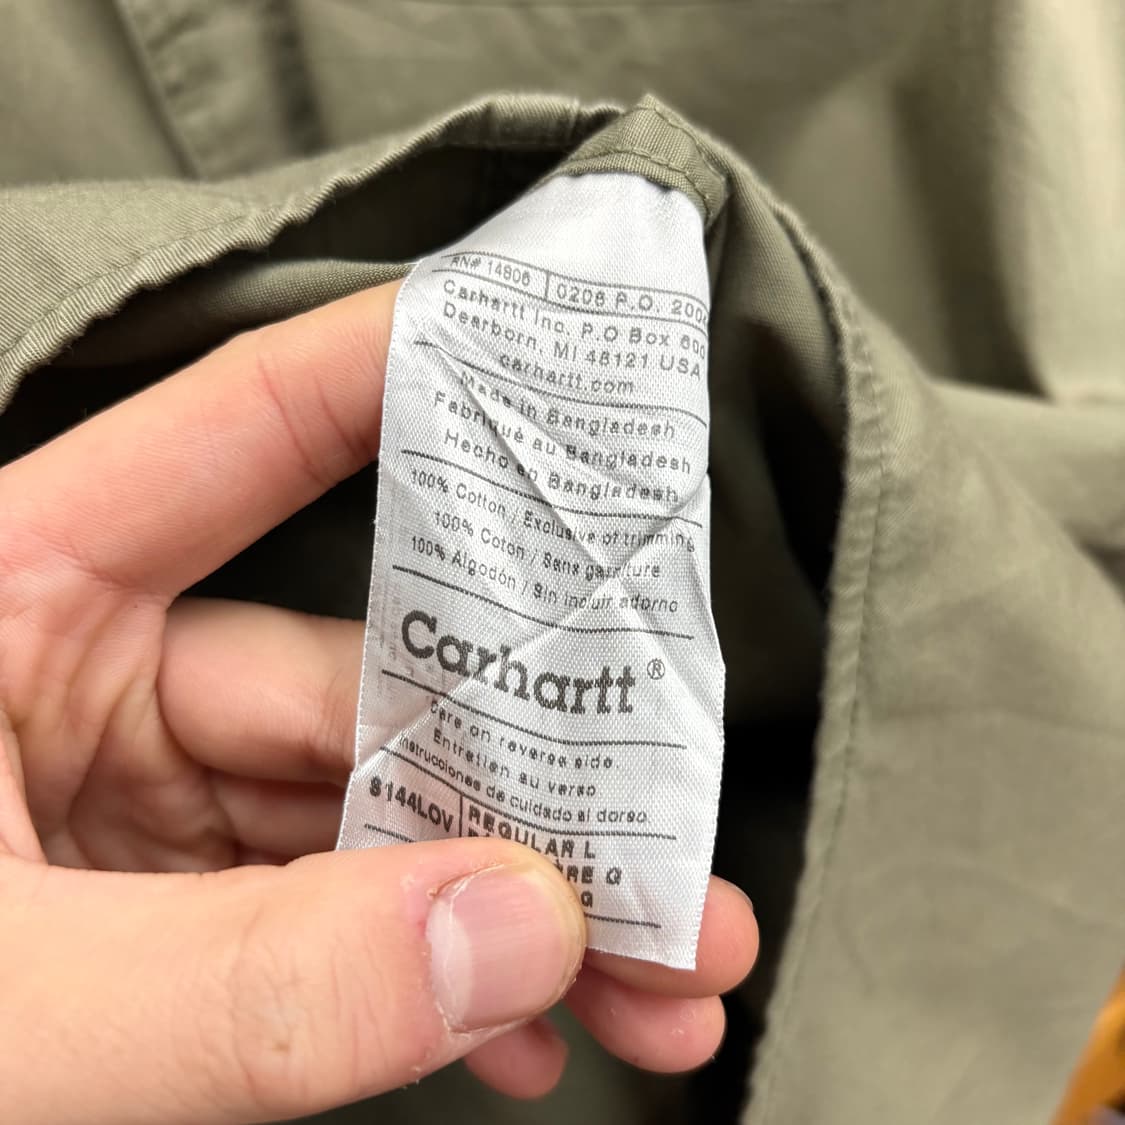 RN# 14806 0208 P.O. 200
Carhartt Inc. P.O Box 600
Dearborn, MI 48121 USA
carhartt.com
Made in Bangladesh
Fabriqué au Bangladesh
Hecho en Bangladesh
100% Cotton / Exclusive of trimming
100% Coton / Sans garniture
100% Algodón / Sin incluir adorno
Carhartt®
Care on reverse side.
Entretien au verso
Instrucciones de cuidado al dorso
S144LOV REGULAR L
G
G